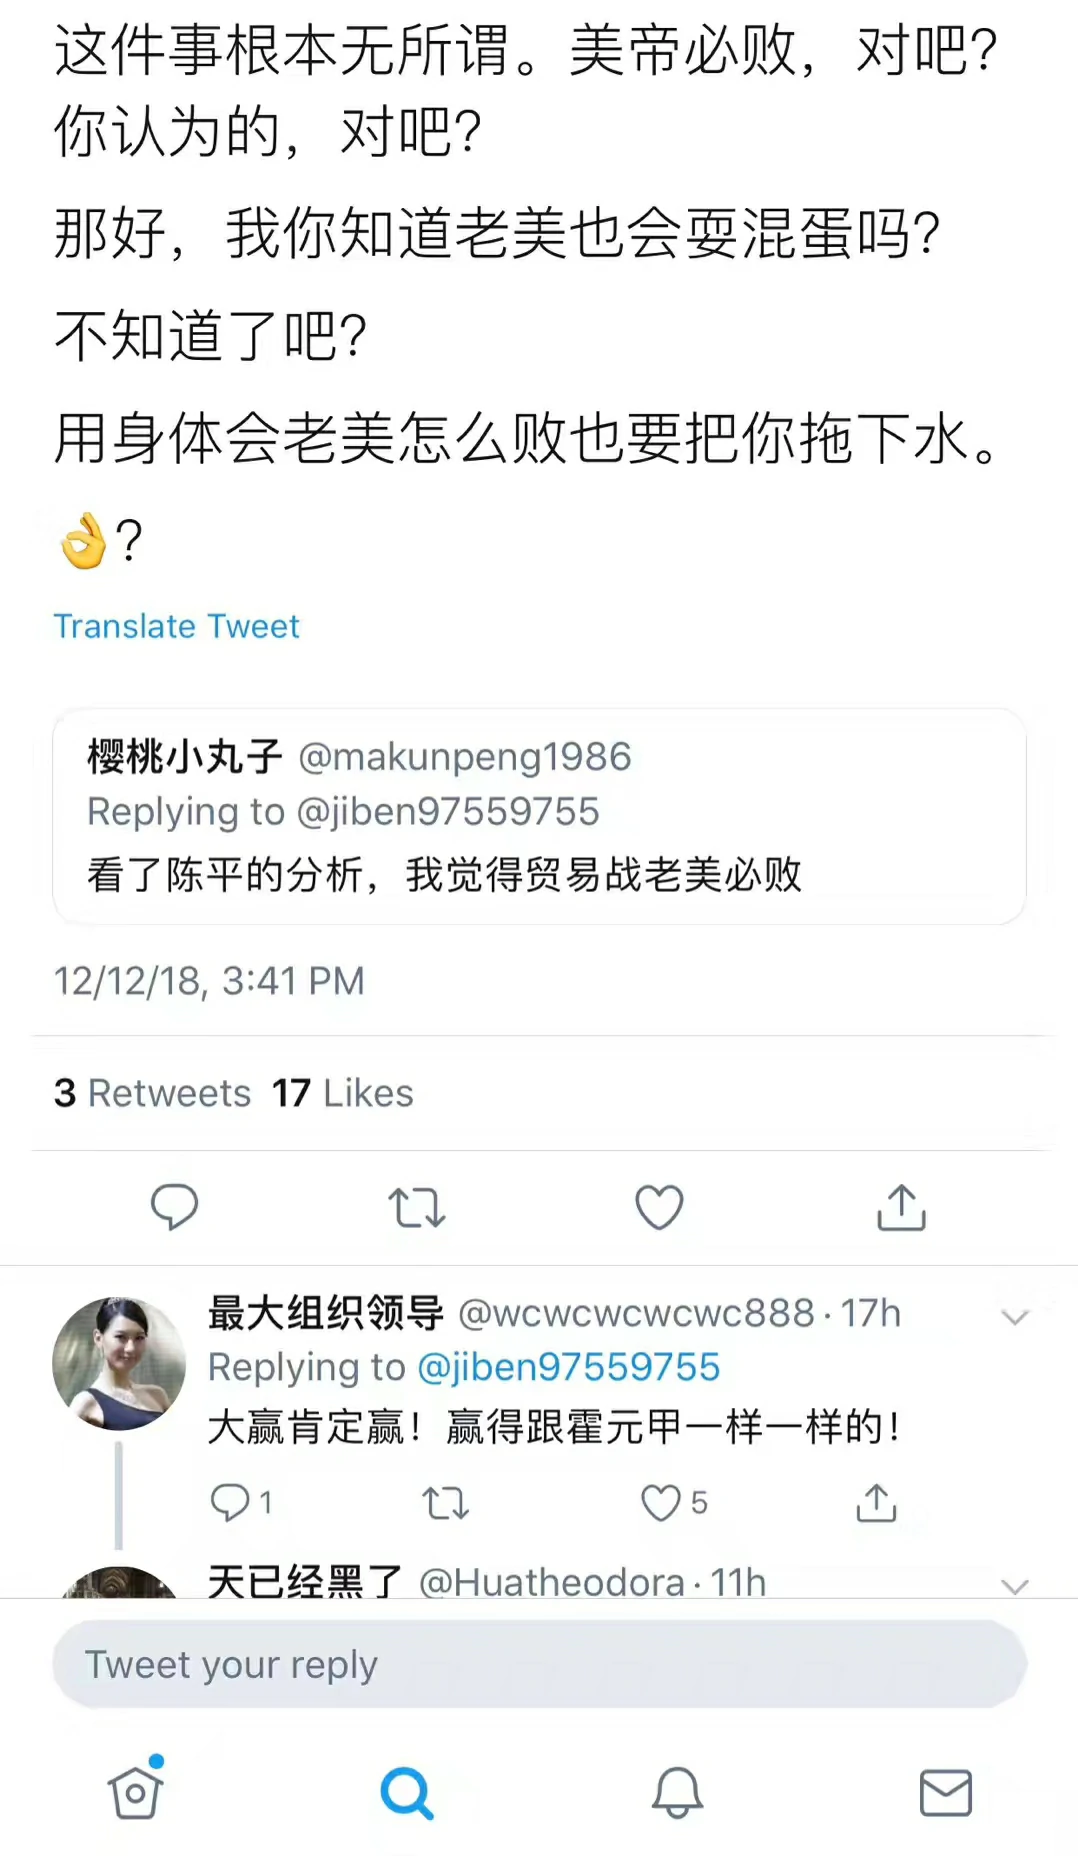 这件事根本无所谓。美帝必败，对吧？
你认为的，对吧？
那好，我你知道老美也会耍混蛋吗？
不知道了吧？
用身体会老美怎么败也要把你拖下水。
👌？
Translate Tweet
樱桃小丸子 @makunpeng1986
Replying to @jiben97559755
看了陈平的分析，我觉得贸易战老美必败
12/12/18, 3:41 PM
3 Retweets 17 Likes
最大组织领导 @wcwcwcwcwc888 · 17h
Replying to @jiben97559755
大赢肯定赢！赢得跟霍元甲一样一样的！
1 5
天已经黑了 @Huatheodora · 11h
Tweet your reply